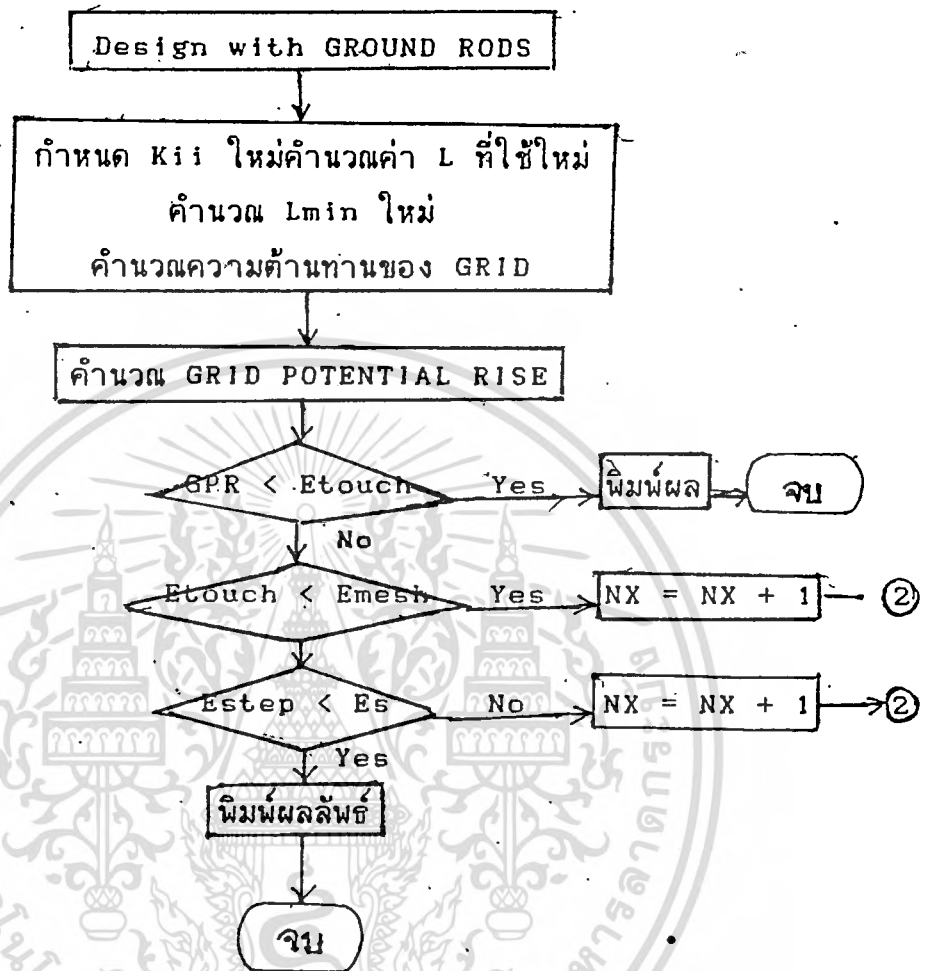 Design with GROUND RODS
กำหนด Kii ใหม่คำนวณค่า L ที่ใช้ใหม่
คำนวณ Lmin ใหม่
คำนวณความต้านทานของ GRID
คำนวณ GRID POTENTIAL RISE
GPR < Etouch
Yes
พิมพ์ผล
จบ
No
Etouch < Emesh
Yes
NX = NX + 1
②
Estep < Es
No
NX = NX + 1
②
Yes
พิมพ์ผลลัพธ์
จบ